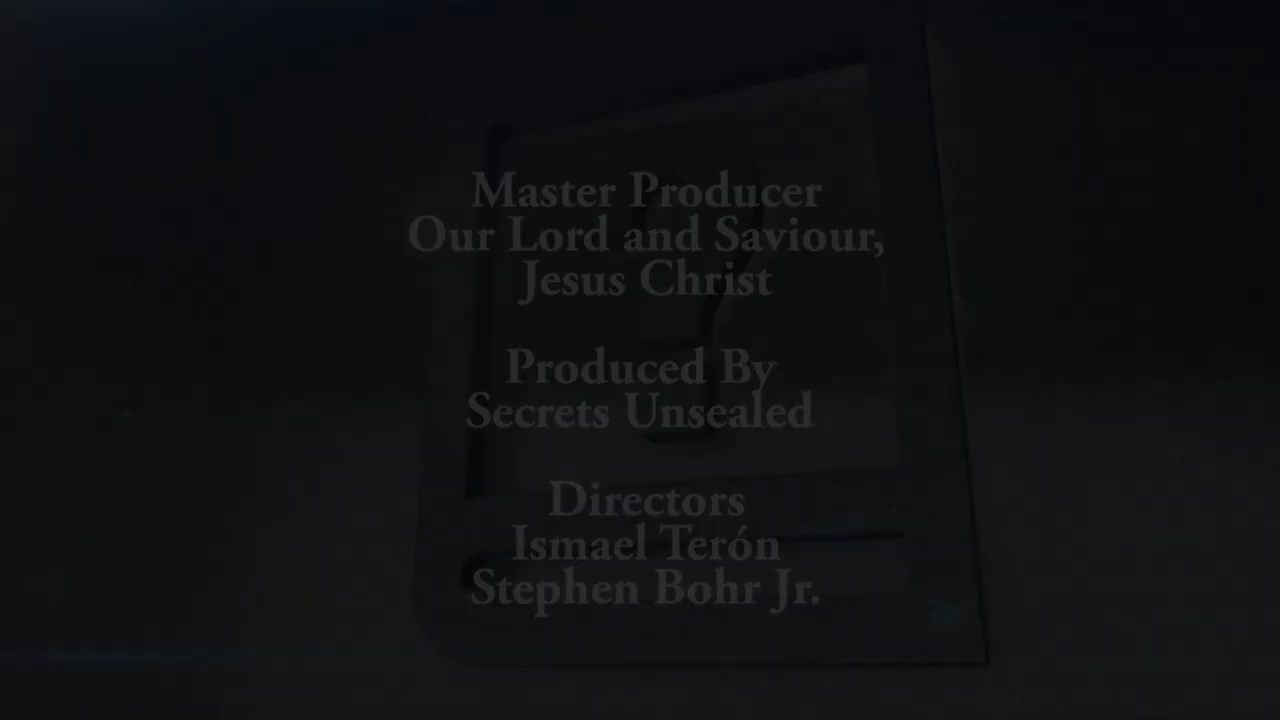 Master Producer
Our Lord and Saviour,
Jesus Christ
Produced By
Secrets Unsealed
Directors
Ismael Terón
Stephen Bohr Jr.